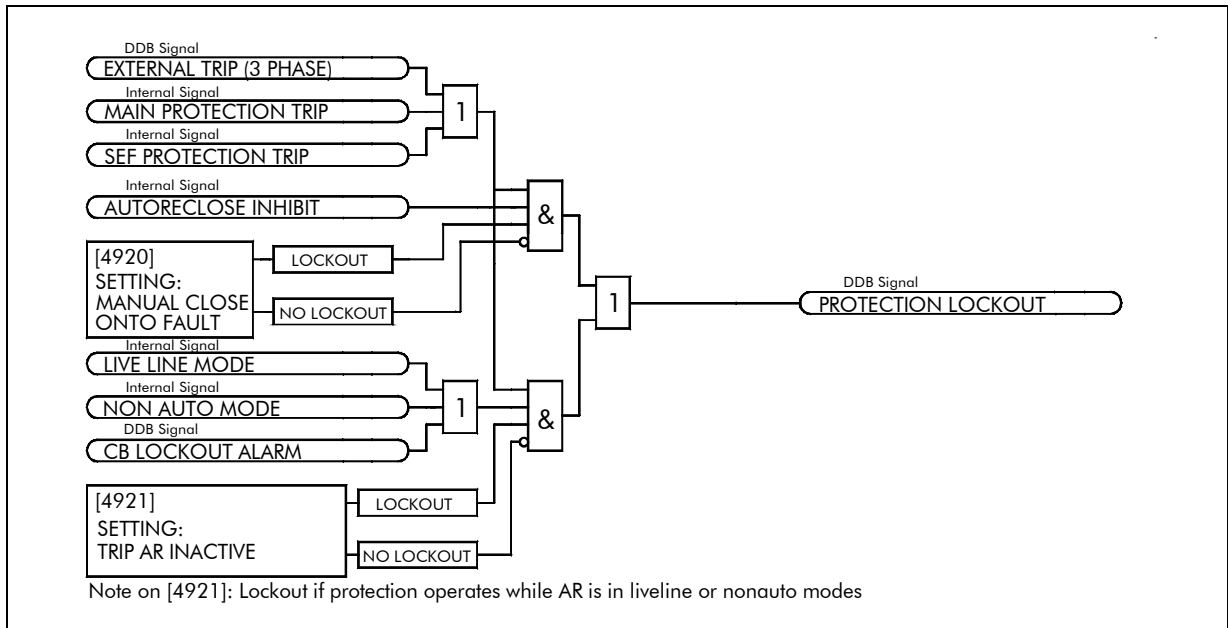 DDB Signal
EXTERNAL TRIP (3 PHASE)
Internal Signal
MAIN PROTECTION TRIP
Internal Signal
SEF PROTECTION TRIP
1
Internal Signal
AUTORECLOSE INHIBIT
&
[4920]
SETTING:
MANUAL CLOSE
ONTO FAULT
LOCKOUT
NO LOCKOUT
1
DDB Signal
PROTECTION LOCKOUT
Internal Signal
LIVE LINE MODE
Internal Signal
NON AUTO MODE
DDB Signal
CB LOCKOUT ALARM
1
&
[4921]
SETTING:
TRIP AR INACTIVE
LOCKOUT
NO LOCKOUT
Note on [4921]: Lockout if protection operates while AR is in liveline or nonauto modes